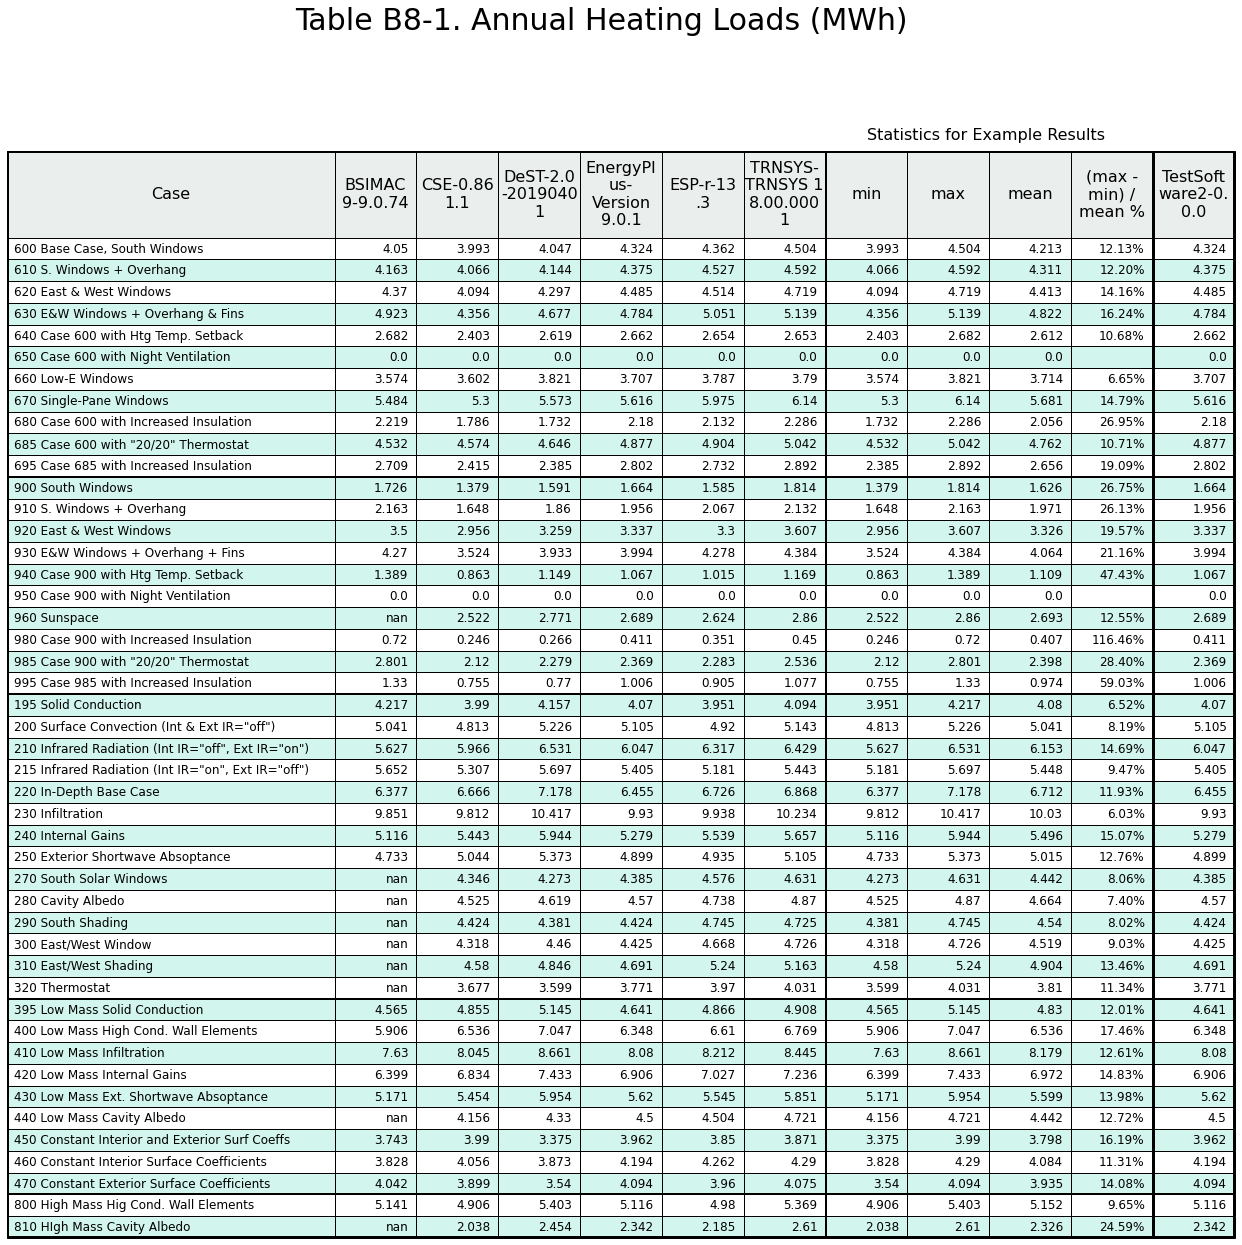 Table B8-1. Annual Heating Loads (MWh)
Statistics for Example Results
Case BSIMAC 9-9.0.74 CSE-0.86 1.1 DeST-2.0 -2019040 1 EnergyPl us- Version 9.0.1 ESP-r-13 .3 TRNSYS- TRNSYS 1 8.00.000 1 min max mean (max - min) / mean % TestSoft ware2-0. 0.0
600 Base Case, South Windows 4.05 3.993 4.047 4.324 4.362 4.504 3.993 4.504 4.213 12.13% 4.324
610 S. Windows + Overhang 4.163 4.066 4.144 4.375 4.527 4.592 4.066 4.592 4.311 12.20% 4.375
620 East & West Windows 4.37 4.094 4.297 4.485 4.514 4.719 4.094 4.719 4.413 14.16% 4.485
630 E&W Windows + Overhang & Fins 4.923 4.356 4.677 4.784 5.051 5.139 4.356 5.139 4.822 16.24% 4.784
640 Case 600 with Htg Temp. Setback 2.682 2.403 2.619 2.662 2.654 2.653 2.403 2.682 2.612 10.68% 2.662
650 Case 600 with Night Ventilation 0.0 0.0 0.0 0.0 0.0 0.0 0.0 0.0 0.0 0.0
660 Low-E Windows 3.574 3.602 3.821 3.707 3.787 3.79 3.574 3.821 3.714 6.65% 3.707
670 Single-Pane Windows 5.484 5.3 5.573 5.616 5.975 6.14 5.3 6.14 5.681 14.79% 5.616
680 Case 600 with Increased Insulation 2.219 1.786 1.732 2.18 2.132 2.286 1.732 2.286 2.056 26.95% 2.18
685 Case 600 with "20/20" Thermostat 4.532 4.574 4.646 4.877 4.904 5.042 4.532 5.042 4.762 10.71% 4.877
695 Case 685 with Increased Insulation 2.709 2.415 2.385 2.802 2.732 2.892 2.385 2.892 2.656 19.09% 2.802
900 South Windows 1.726 1.379 1.591 1.664 1.585 1.814 1.379 1.814 1.626 26.75% 1.664
910 S. Windows + Overhang 2.163 1.648 1.86 1.956 2.067 2.132 1.648 2.163 1.971 26.13% 1.956
920 East & West Windows 3.5 2.956 3.259 3.337 3.3 3.607 2.956 3.607 3.326 19.57% 3.337
930 E&W Windows + Overhang + Fins 4.27 3.524 3.933 3.994 4.278 4.384 3.524 4.384 4.064 21.16% 3.994
940 Case 900 with Htg Temp. Setback 1.389 0.863 1.149 1.067 1.015 1.169 0.863 1.389 1.109 47.43% 1.067
950 Case 900 with Night Ventilation 0.0 0.0 0.0 0.0 0.0 0.0 0.0 0.0 0.0 0.0
960 Sunspace nan 2.522 2.771 2.689 2.624 2.86 2.522 2.86 2.693 12.55% 2.689
980 Case 900 with Increased Insulation 0.72 0.246 0.266 0.411 0.351 0.45 0.246 0.72 0.407 116.46% 0.411
985 Case 900 with "20/20" Thermostat 2.801 2.12 2.279 2.369 2.283 2.536 2.12 2.801 2.398 28.40% 2.369
995 Case 985 with Increased Insulation 1.33 0.755 0.77 1.006 0.905 1.077 0.755 1.33 0.974 59.03% 1.006
195 Solid Conduction 4.217 3.99 4.157 4.07 3.951 4.094 3.951 4.217 4.08 6.52% 4.07
200 Surface Convection (Int & Ext IR="off") 5.041 4.813 5.226 5.105 4.92 5.143 4.813 5.226 5.041 8.19% 5.105
210 Infrared Radiation (Int IR="off", Ext IR="on") 5.627 5.966 6.531 6.047 6.317 6.429 5.627 6.531 6.153 14.69% 6.047
215 Infrared Radiation (Int IR="on", Ext IR="off") 5.652 5.307 5.697 5.405 5.181 5.443 5.181 5.697 5.448 9.47% 5.405
220 In-Depth Base Case 6.377 6.666 7.178 6.455 6.726 6.868 6.377 7.178 6.712 11.93% 6.455
230 Infiltration 9.851 9.812 10.417 9.93 9.938 10.234 9.812 10.417 10.03 6.03% 9.93
240 Internal Gains 5.116 5.443 5.944 5.279 5.539 5.657 5.116 5.944 5.496 15.07% 5.279
250 Exterior Shortwave Absoptance 4.733 5.044 5.373 4.899 4.935 5.105 4.733 5.373 5.015 12.76% 4.899
270 South Solar Windows nan 4.346 4.273 4.385 4.576 4.631 4.273 4.631 4.442 8.06% 4.385
280 Cavity Albedo nan 4.525 4.619 4.57 4.738 4.87 4.525 4.87 4.664 7.40% 4.57
290 South Shading nan 4.424 4.381 4.424 4.745 4.725 4.381 4.745 4.54 8.02% 4.424
300 East/West Window nan 4.318 4.46 4.425 4.668 4.726 4.318 4.726 4.519 9.03% 4.425
310 East/West Shading nan 4.58 4.846 4.691 5.24 5.163 4.58 5.24 4.904 13.46% 4.691
320 Thermostat nan 3.677 3.599 3.771 3.97 4.031 3.599 4.031 3.81 11.34% 3.771
395 Low Mass Solid Conduction 4.565 4.855 5.145 4.641 4.866 4.908 4.565 5.145 4.83 12.01% 4.641
400 Low Mass High Cond. Wall Elements 5.906 6.536 7.047 6.348 6.61 6.769 5.906 7.047 6.536 17.46% 6.348
410 Low Mass Infiltration 7.63 8.045 8.661 8.08 8.212 8.445 7.63 8.661 8.179 12.61% 8.08
420 Low Mass Internal Gains 6.399 6.834 7.433 6.906 7.027 7.236 6.399 7.433 6.972 14.83% 6.906
430 Low Mass Ext. Shortwave Absoptance 5.171 5.454 5.954 5.62 5.545 5.851 5.171 5.954 5.599 13.98% 5.62
440 Low Mass Cavity Albedo nan 4.156 4.33 4.5 4.504 4.721 4.156 4.721 4.442 12.72% 4.5
450 Constant Interior and Exterior Surf Coeffs 3.743 3.99 3.375 3.962 3.85 3.871 3.375 3.99 3.798 16.19% 3.962
460 Constant Interior Surface Coefficients 3.828 4.056 3.873 4.194 4.262 4.29 3.828 4.29 4.084 11.31% 4.194
470 Constant Exterior Surface Coefficients 4.042 3.899 3.54 4.094 3.96 4.075 3.54 4.094 3.935 14.08% 4.094
800 High Mass Hig Cond. Wall Elements 5.141 4.906 5.403 5.116 4.98 5.369 4.906 5.403 5.152 9.65% 5.116
810 HIgh Mass Cavity Albedo nan 2.038 2.454 2.342 2.185 2.61 2.038 2.61 2.326 24.59% 2.342